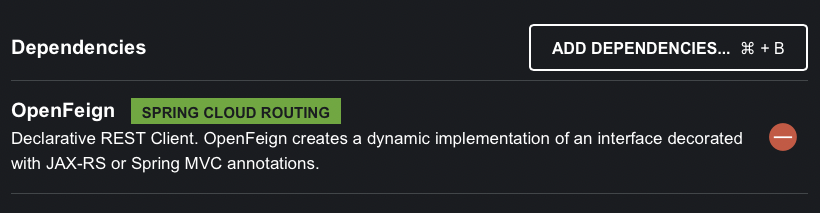 Dependencies
ADD DEPENDENCIES... ⌘ + B
OpenFeign SPRING CLOUD ROUTING
Declarative REST Client. OpenFeign creates a dynamic implementation of an interface decorated
with JAX-RS or Spring MVC annotations.